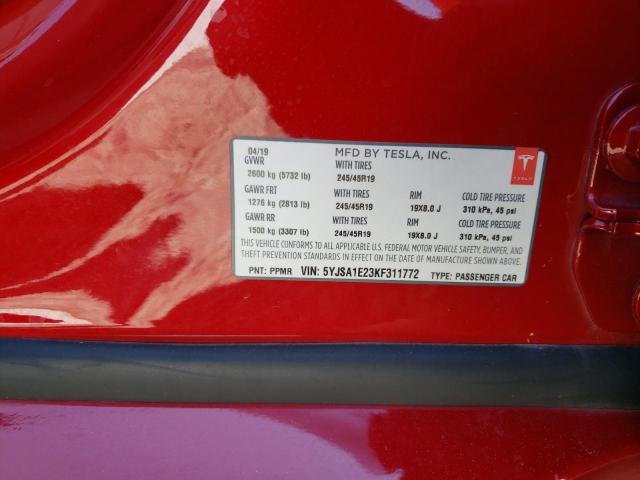 04/19 MFD BY TESLA, INC.
GVWR WITH TIRES
2600 kg (5732 lb) 245/45R19
GAWR FRT WITH TIRES RIM COLD TIRE PRESSURE
1276 kg (2813 lb) 245/45R19 19X8.0 J 310 kPa, 45 psi
GAWR RR WITH TIRES RIM COLD TIRE PRESSURE
1500 kg (3307 lb) 245/45R19 19X8.0 J 310 kPa, 45 psi
THIS VEHICLE CONFORMS TO ALL APPLICABLE U.S. FEDERAL MOTOR VEHICLE SAFETY, BUMPER, AND
THEFT PREVENTION STANDARDS IN EFFECT ON THE DATE OF MANUFACTURE SHOWN ABOVE.
PNT: PPMR VIN: 5YJSA1E23KF311772 TYPE: PASSENGER CAR
TESLA